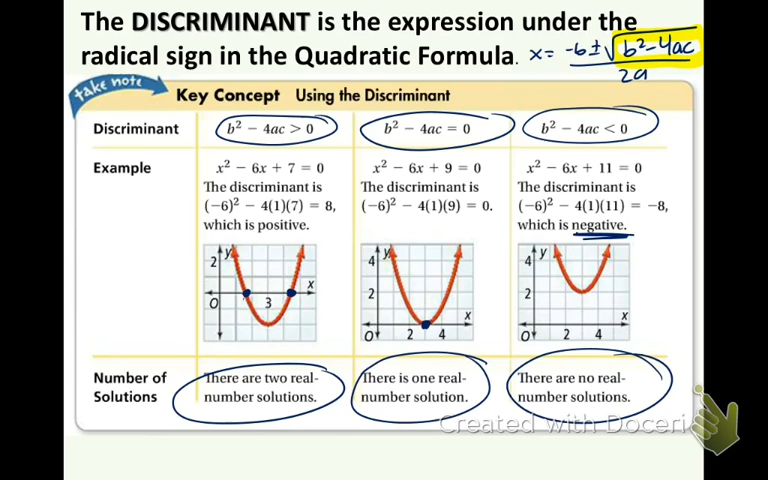 The DISCRIMINANT is the expression under the
radical sign in the Quadratic Formula. x = -b ± √b² - 4ac
2a
take note
Key Concept Using the Discriminant
Discriminant b² − 4ac > 0 b² − 4ac = 0 b² − 4ac < 0
Example x² − 6x + 7 = 0 x² − 6x + 9 = 0 x² − 6x + 11 = 0
The discriminant is The discriminant is The discriminant is
(−6)² − 4(1)(7) = 8, (−6)² − 4(1)(9) = 0. (−6)² − 4(1)(11) = −8,
which is positive. which is negative.
2 y 4 y 4 y
x 2 2
O 3 x x
O 2 4 O 2 4
Number of There are two real- There is one real- There are no real-
Solutions number solutions. number solution. number solutions.
Created with Doceri